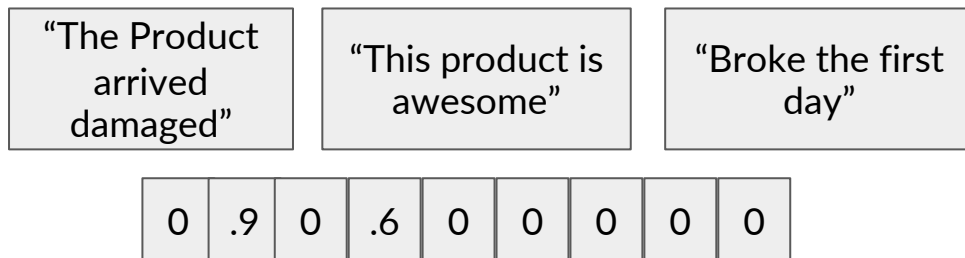 “The Product
arrived
damaged”
“This product is
awesome”
“Broke the first
day”
0 .9 0 .6 0 0 0 0 0